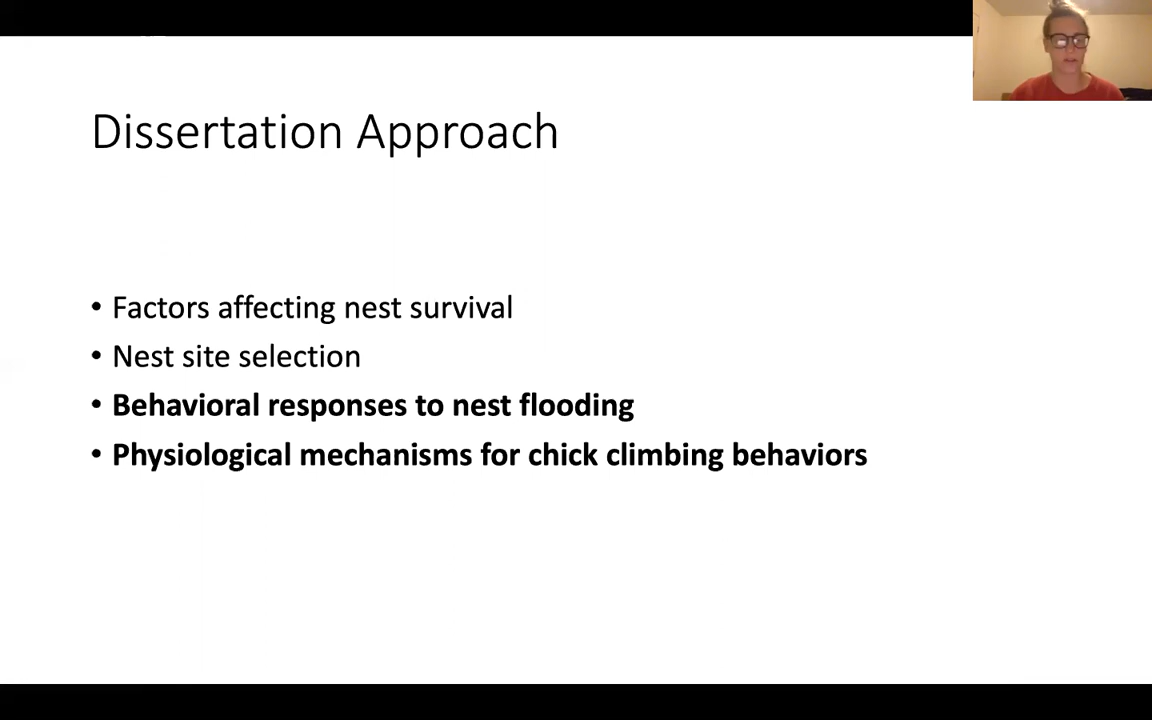 Dissertation Approach
• Factors affecting nest survival
• Nest site selection
• Behavioral responses to nest flooding
• Physiological mechanisms for chick climbing behaviors